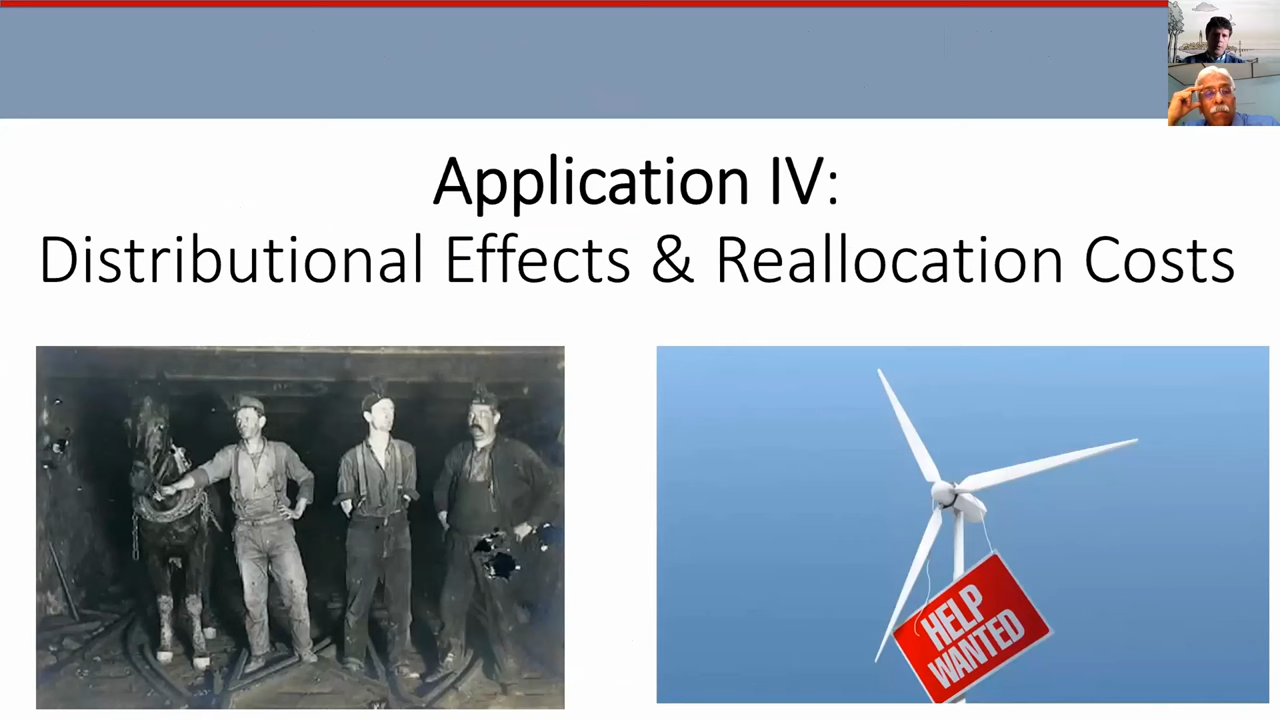 Application IV:
Distributional Effects & Reallocation Costs
HELP
WANTED